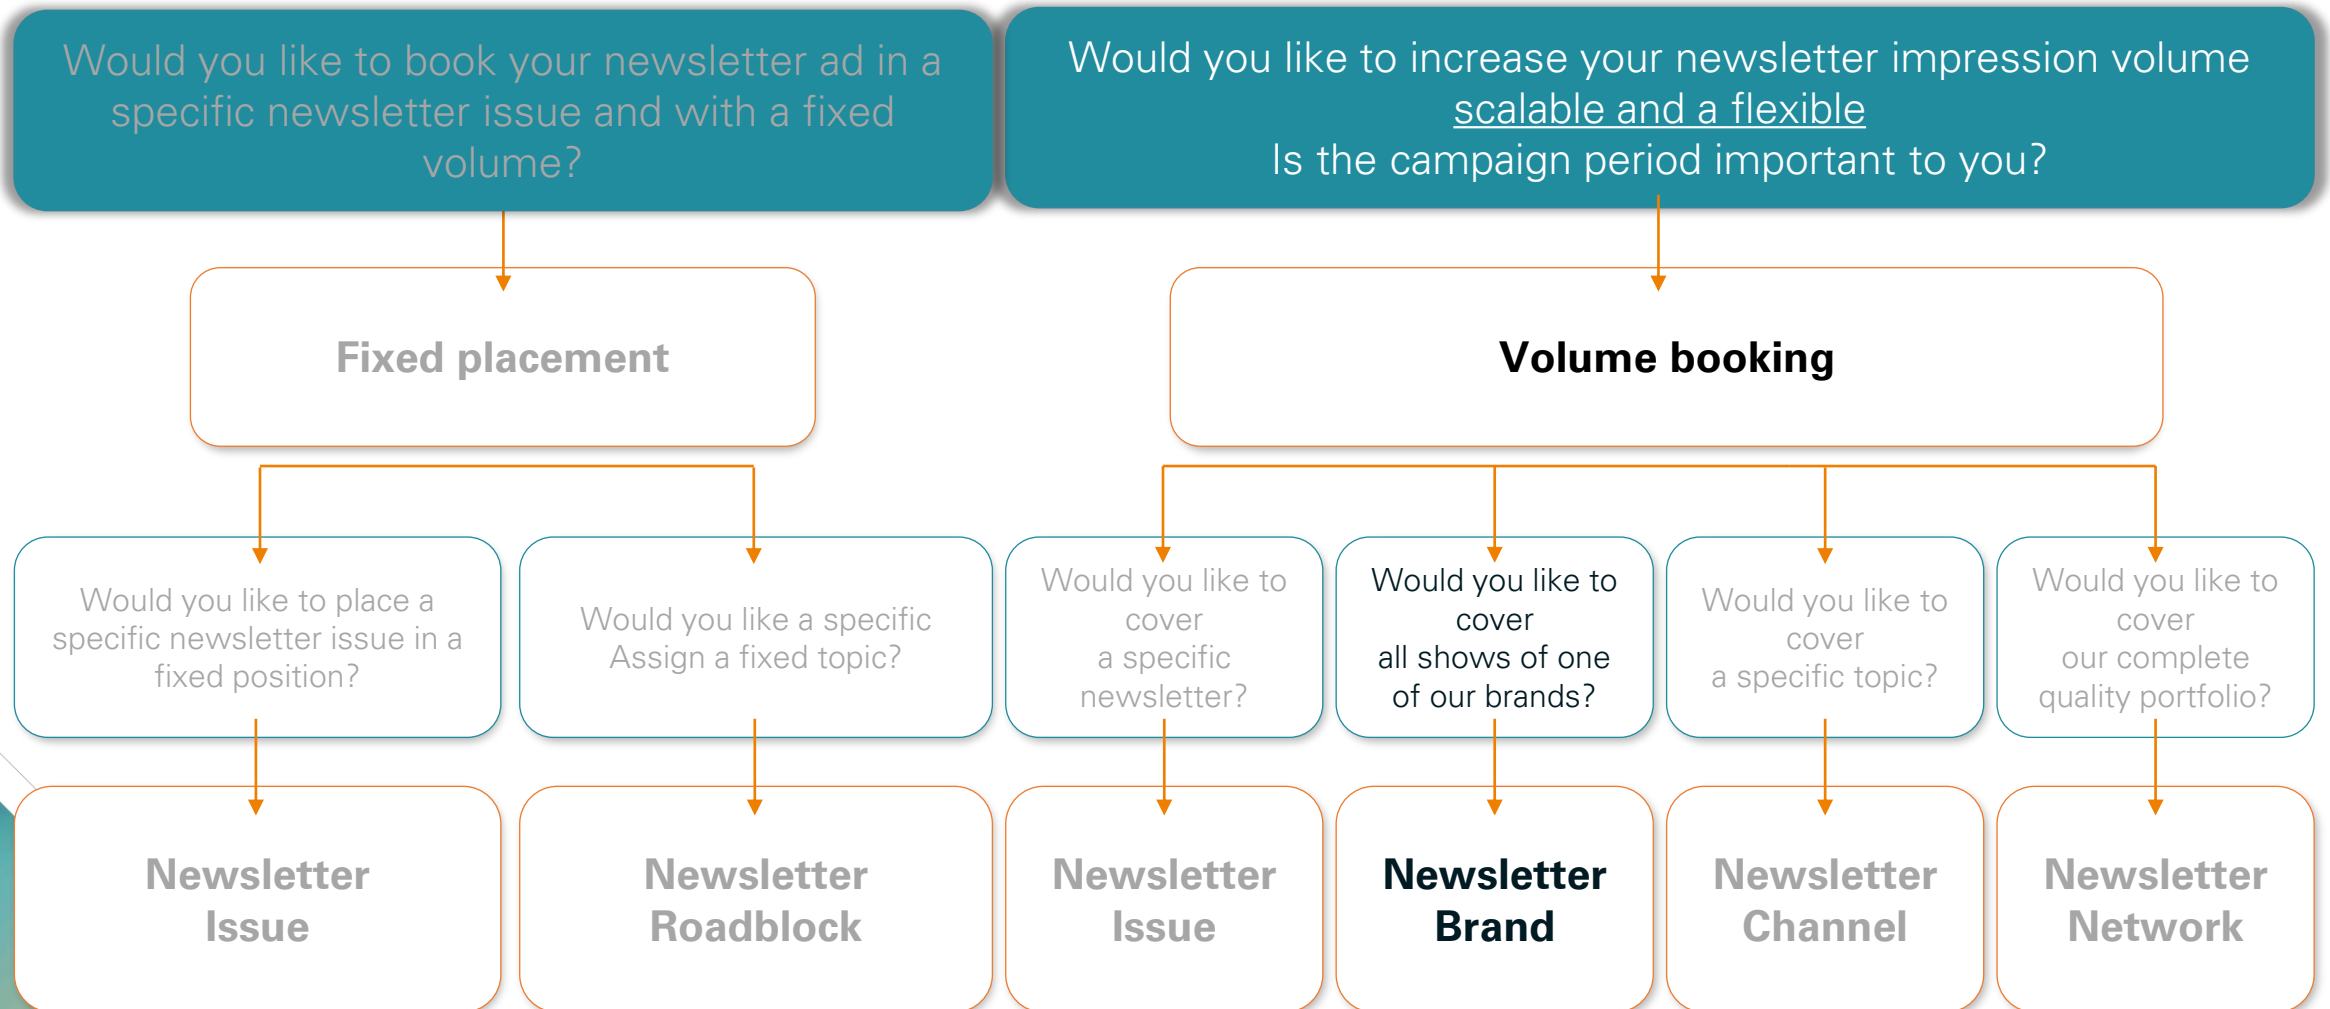 Would you like to book your newsletter ad in a
specific newsletter issue and with a fixed
volume?
Would you like to increase your newsletter impression volume
scalable and a flexible
Is the campaign period important to you?
Fixed placement
Volume booking
Would you like to place a
specific newsletter issue in a
fixed position?
Would you like a specific
Assign a fixed topic?
Would you like to
cover
a specific
newsletter?
Would you like to
cover
all shows of one
of our brands?
Would you like to
cover
a specific topic?
Would you like to
cover
our complete
quality portfolio?
Newsletter
Issue
Newsletter
Roadblock
Newsletter
Issue
Newsletter
Brand
Newsletter
Channel
Newsletter
Network